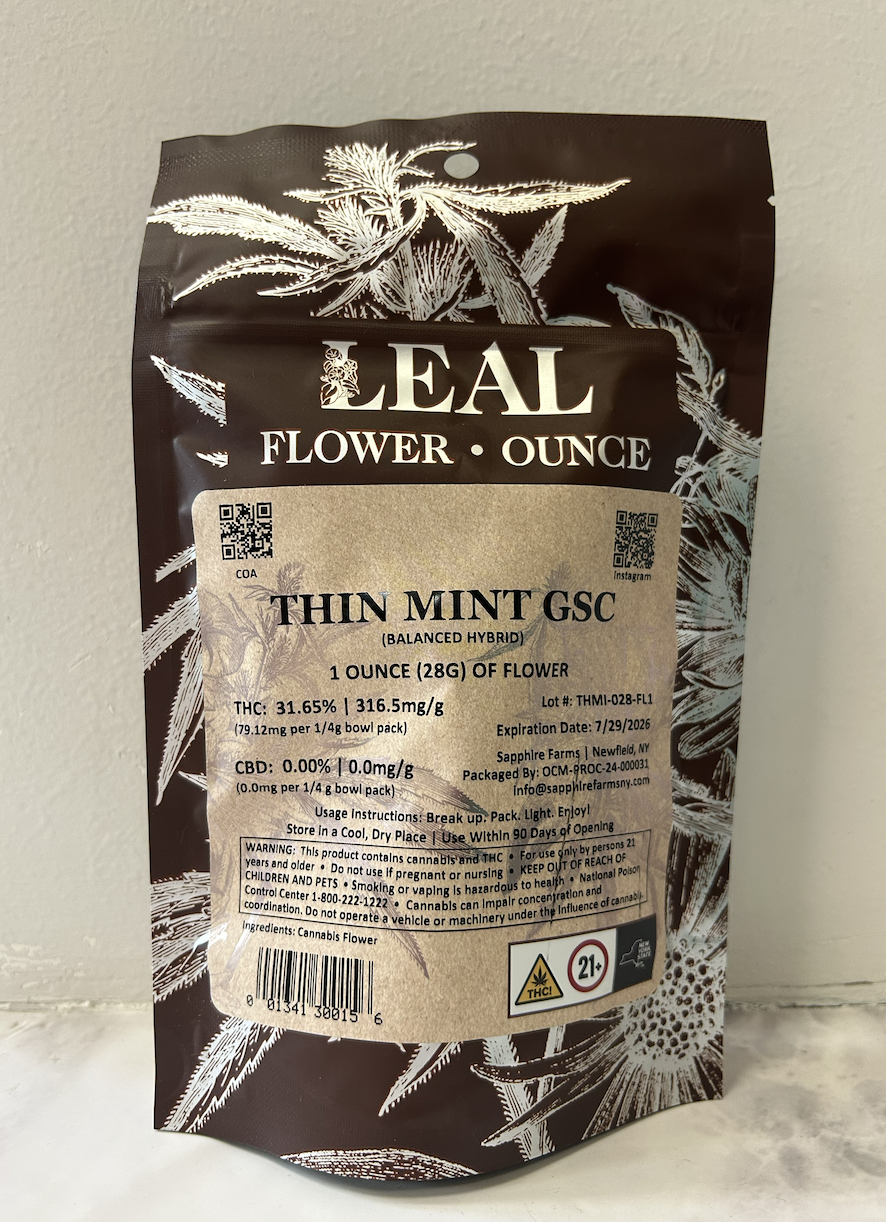 LEAL
FLOWER • OUNCE
COA
Instagram
THIN MINT GSC
(BALANCED HYBRID)
1 OUNCE (28G) OF FLOWER
THC: 31.65% | 316.5mg/g
(79.12mg per 1/4g bowl pack)
Lot #: THMI-028-FL1
Expiration Date: 7/29/2026
CBD: 0.00% | 0.0mg/g
(0.0mg per 1/4 g bowl pack)
Sapphire Farms | Newfield, NY
Packaged By: OCM-PROC-24-000031
info@sapphirefarmsny.com
Usage Instructions: Break up. Pack. Light. Enjoy!
Store in a Cool, Dry Place | Use Within 90 Days of Opening
WARNING: This product contains cannabis and THC • For use only by persons 21
years and older • Do not use if pregnant or nursing • KEEP OUT OF REACH OF
CHILDREN AND PETS • Smoking or vaping is hazardous to health • National Poison
Control Center 1-800-222-1222 • Cannabis can impair concentration and
coordination. Do not operate a vehicle or machinery under the influence of cannabis.
Ingredients: Cannabis Flower
0 01341 30015 6
THC!
21+
NEW
YORK
STATE